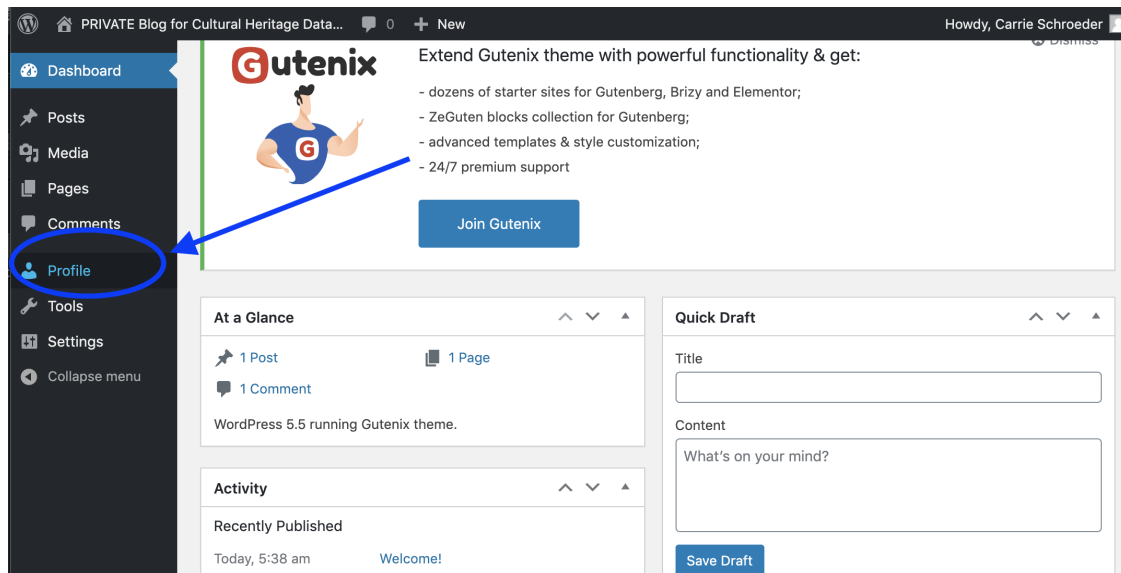 PRIVATE Blog for Cultural Heritage Data... 0 + New Howdy, Carrie Schroeder
Dashboard
Posts
Media
Pages
Comments
Profile
Tools
Settings
Collapse menu
Dismiss
Gutenix
G
Extend Gutenix theme with powerful functionality & get:
- dozens of starter sites for Gutenberg, Brizy and Elementor;
- ZeGuten blocks collection for Gutenberg;
- advanced templates & style customization;
- 24/7 premium support
Join Gutenix
At a Glance
1 Post 1 Page
1 Comment
WordPress 5.5 running Gutenix theme.
Activity
Recently Published
Today, 5:38 am Welcome!
Quick Draft
Title
Content
What's on your mind?
Save Draft